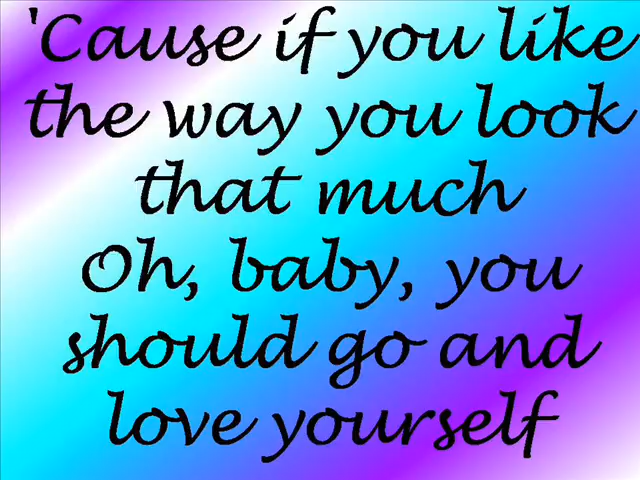 'Cause if you like
the way you look
that much
Oh, baby, you
should go and
love yourself